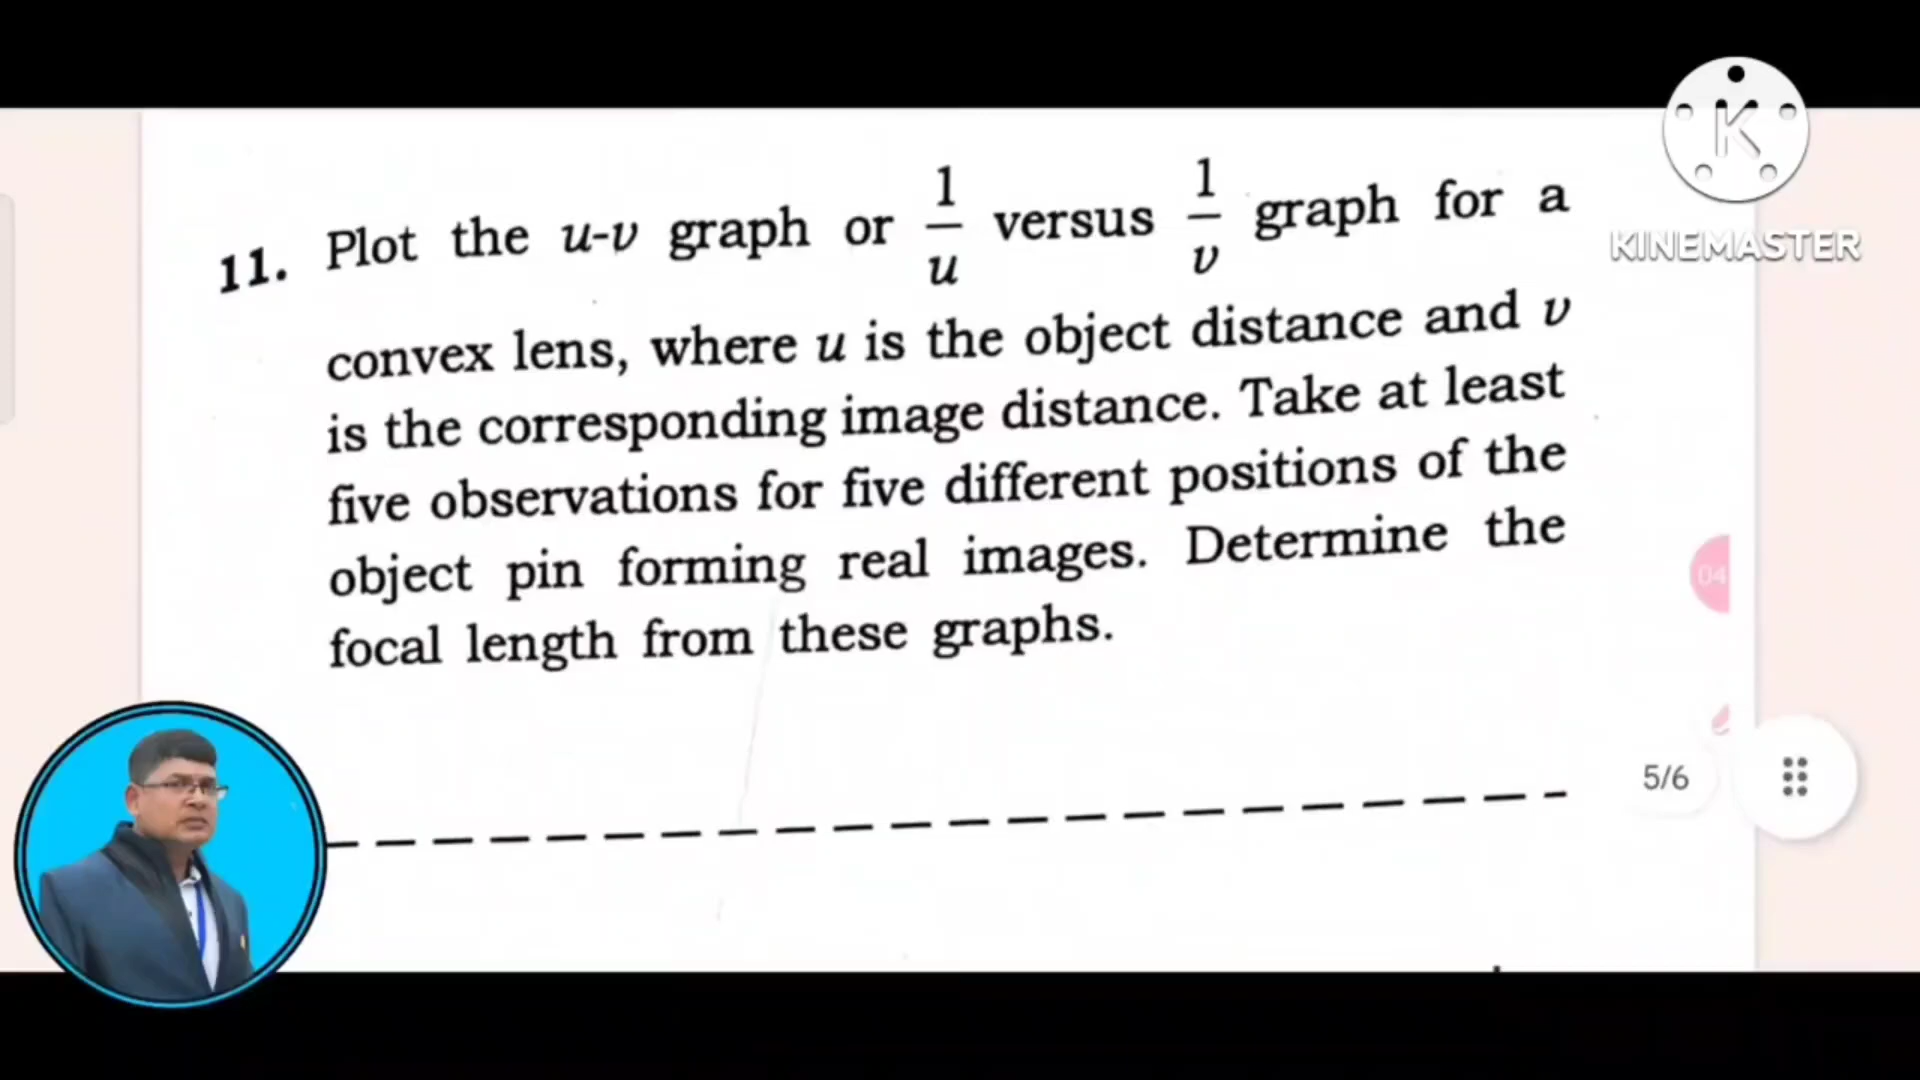 11. Plot the u-v graph or 1/u versus 1/v graph for a
convex lens, where u is the object distance and v
is the corresponding image distance. Take at least
five observations for five different positions of the
object pin forming real images. Determine the
focal length from these graphs.
K
KINEMASTER
04
5/6